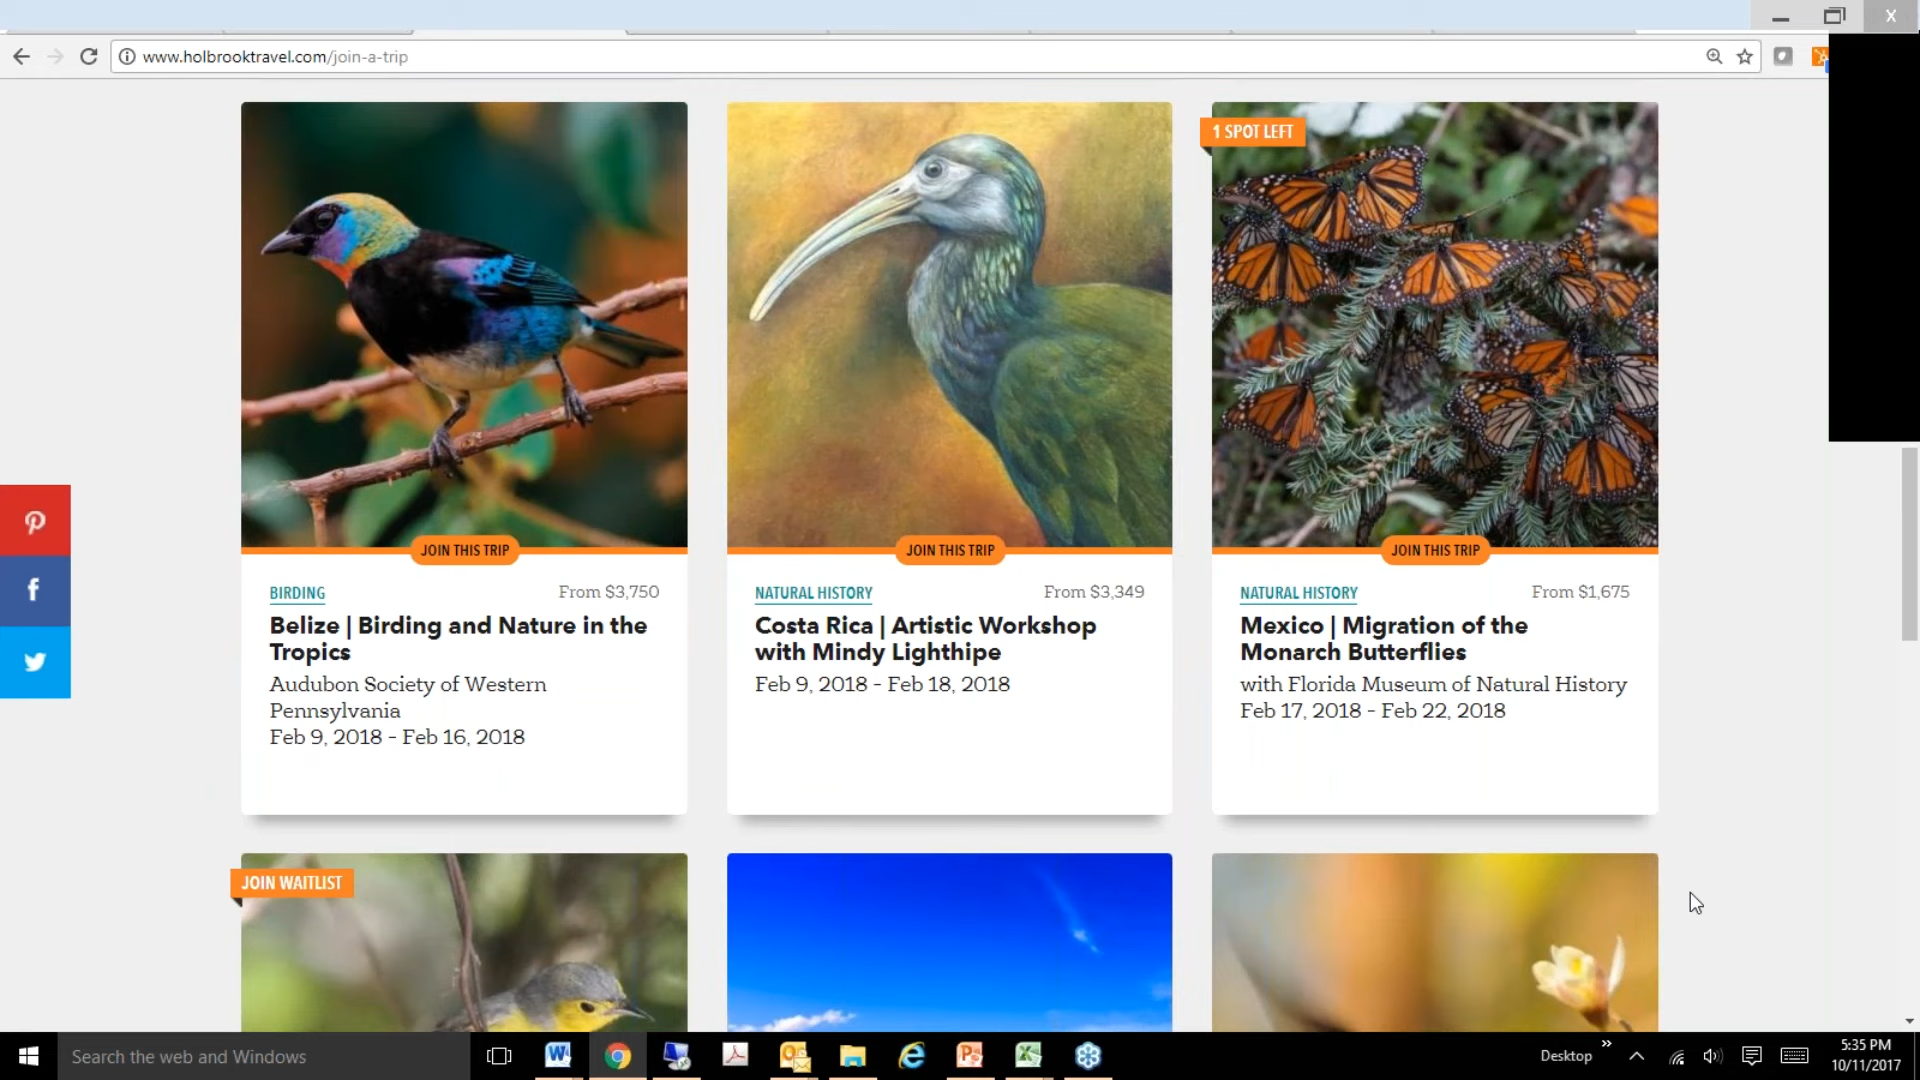 X
www.holbrooktravel.com/join-a-trip
1 SPOT LEFT
JOIN THIS TRIP
JOIN THIS TRIP
JOIN THIS TRIP
BIRDING From $3,750
Belize | Birding and Nature in the
Tropics
Audubon Society of Western
Pennsylvania
Feb 9, 2018 - Feb 16, 2018
NATURAL HISTORY From $3,349
Costa Rica | Artistic Workshop
with Mindy Lighthipe
Feb 9, 2018 - Feb 18, 2018
NATURAL HISTORY From $1,675
Mexico | Migration of the
Monarch Butterflies
with Florida Museum of Natural History
Feb 17, 2018 - Feb 22, 2018
JOIN WAITLIST
Search the web and Windows
Desktop
5:35 PM
10/11/2017